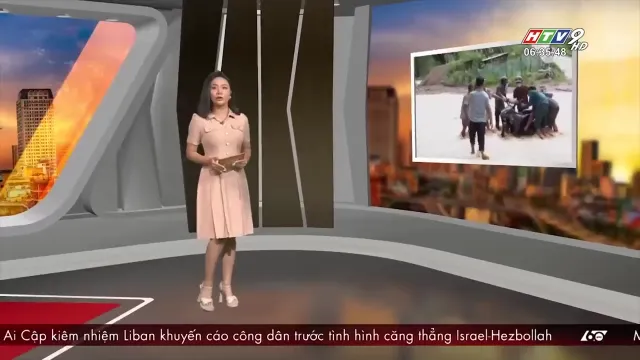 HTV9
HD
06:35:48
Ai Cập kiêm nhiệm Liban khuyến cáo công dân trước tình hình căng thẳng Israel-Hezbollah